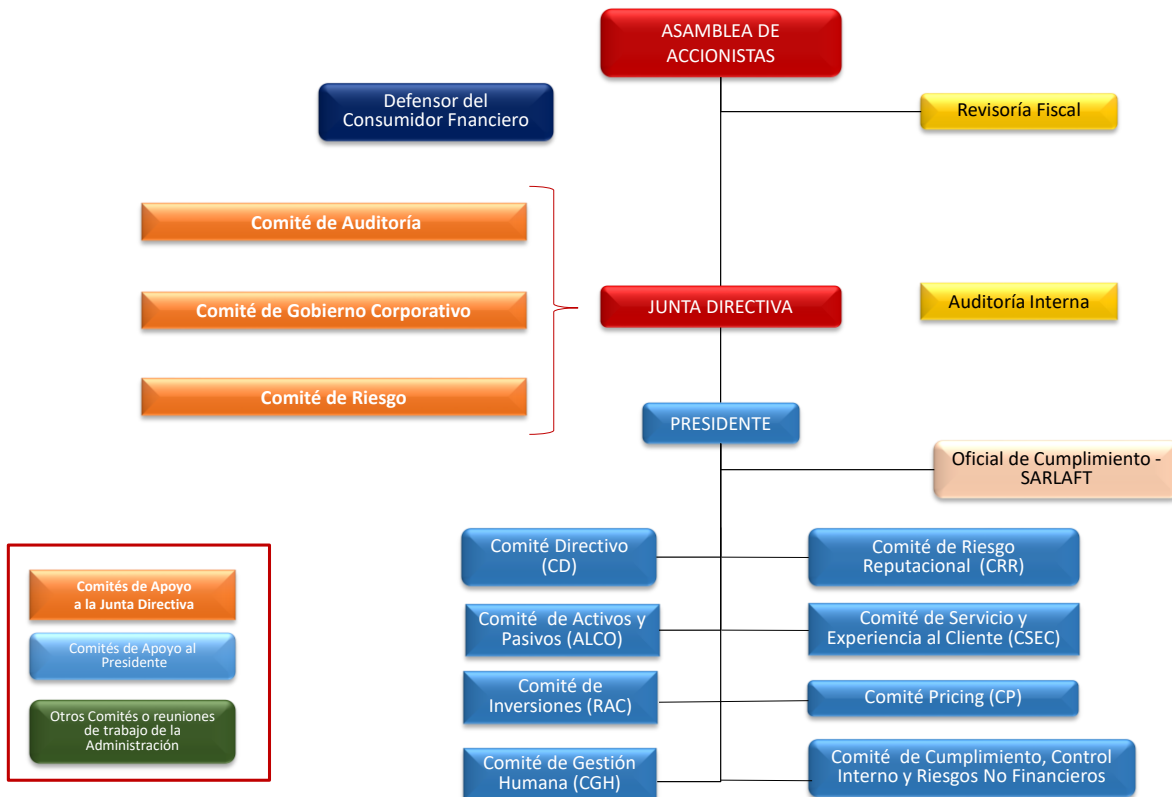 ASAMBLEA DE
ACCIONISTAS
Defensor del
Consumidor Fnanciero
Revisoría Fiscal
Comité de Auditoría
Comité de Gobierno Corporativo
JUNTA DIRECTIVA
Auditoría Interna
Comité de Riesgo
PRESIDENTE
Oficial de Cumplimiento -
SARLAFT
Comité Directivo
(CD)
Comité de Riesgo
Reputacional (CRR)
Comité de Activos y
Pasivos (ALCO)
Comité de Servicio y
Experiencia al Cliente (CSEC)
Comité de
Inversiones (RAC)
Comité Pricing (CP)
Comité de Gestión
Humana (CGH)
Comité de Cumplimiento, Control
Interno y Riesgos No Financieros
Comités de Apoyo
a la Junta Directiva
Comités de Apoyo al
Presidente
Otros Comités o reuniones
de trabajo de la
Administración